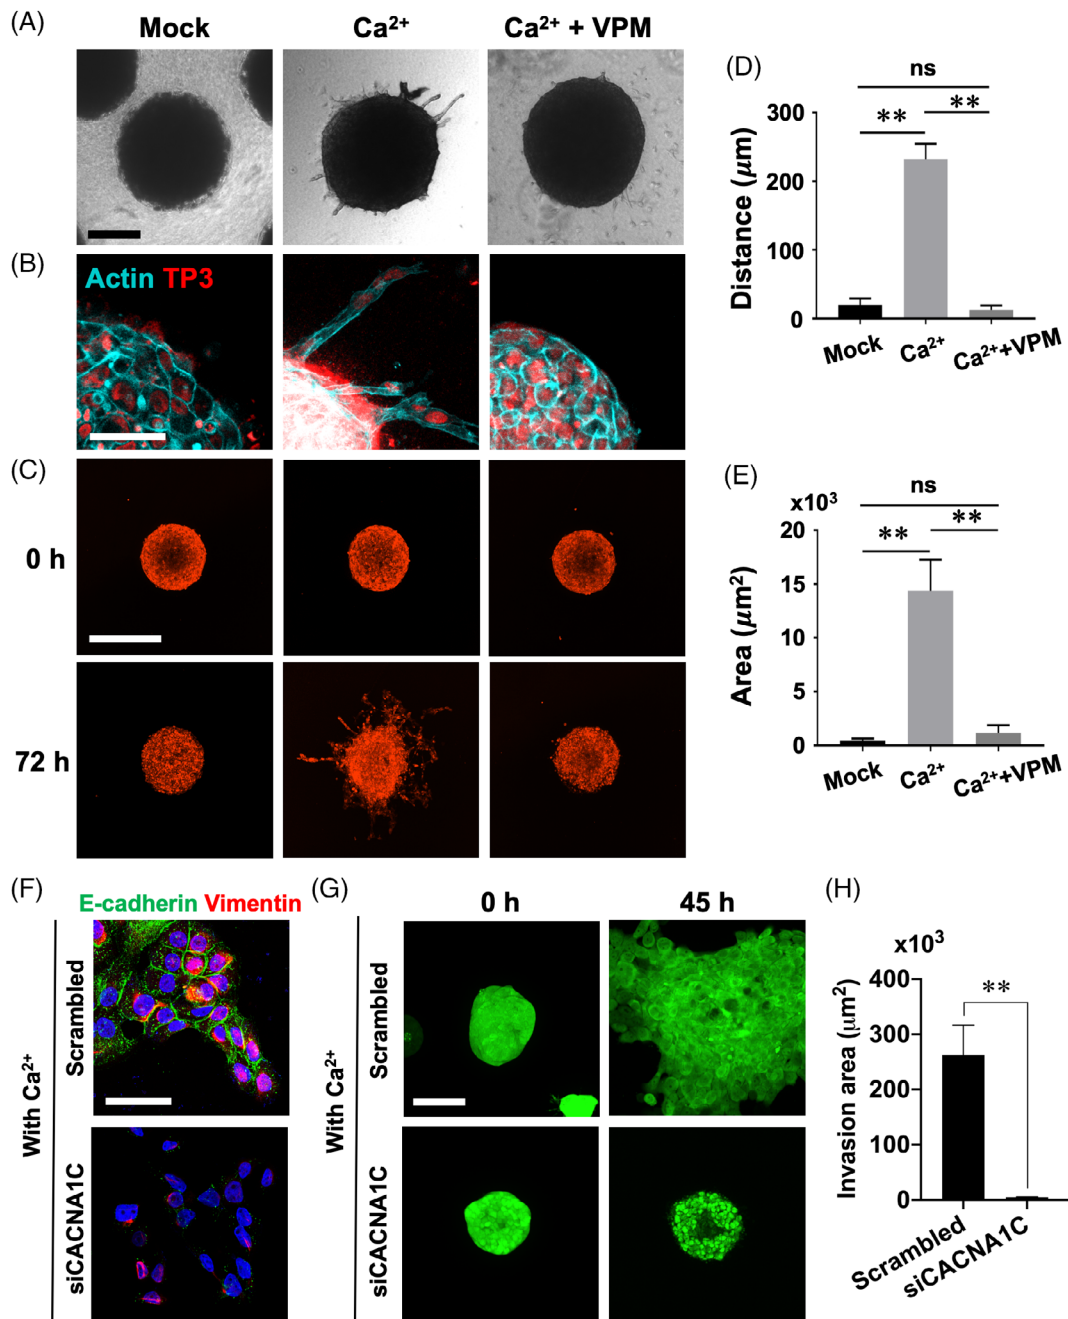 (A) Mock Ca²⁺ Ca²⁺ + VPM
(B) Actin TP3
(C)
0 h
72 h
(D)
ns
** **
Distance (μm)
300
200
100
0
Mock Ca²⁺ Ca²⁺+VPM
(E)
x10³
ns
** **
Area (μm²)
20
15
10
5
0
Mock Ca²⁺ Ca²⁺+VPM
(F) E-cadherin Vimentin
With Ca²⁺
Scrambled
siCACNA1C
(G) 0 h 45 h
With Ca²⁺
Scrambled
siCACNA1C
(H)
x10³
**
Invasion area (μm²)
400
300
200
100
0
Scrambled
siCACNA1C